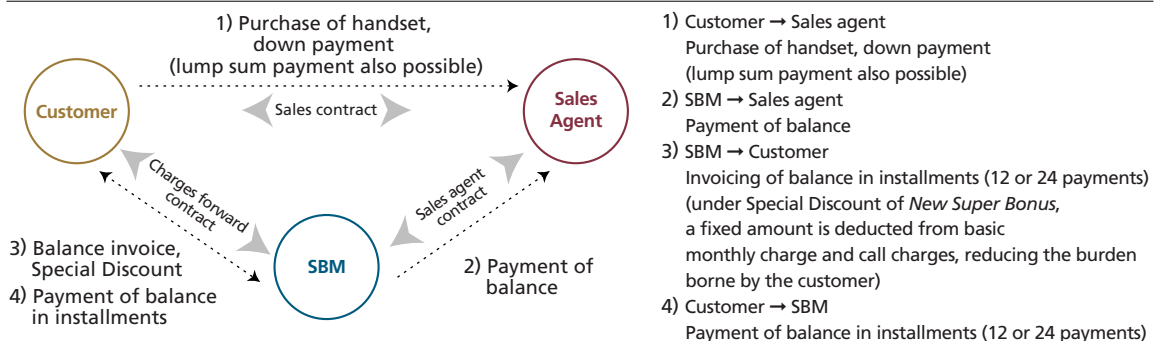 1) Purchase of handset,
down payment
(lump sum payment also possible)
Customer
Sales contract
Sales
Agent
Charges forward
contract
Sales agent
contract
SBM
3) Balance invoice,
Special Discount
4) Payment of balance
in installments
2) Payment of
balance
1) Customer → Sales agent
Purchase of handset, down payment
(lump sum payment also possible)
2) SBM → Sales agent
Payment of balance
3) SBM → Customer
Invoicing of balance in installments (12 or 24 payments)
(under Special Discount of New Super Bonus,
a fixed amount is deducted from basic
monthly charge and call charges, reducing the burden
borne by the customer)
4) Customer → SBM
Payment of balance in installments (12 or 24 payments)